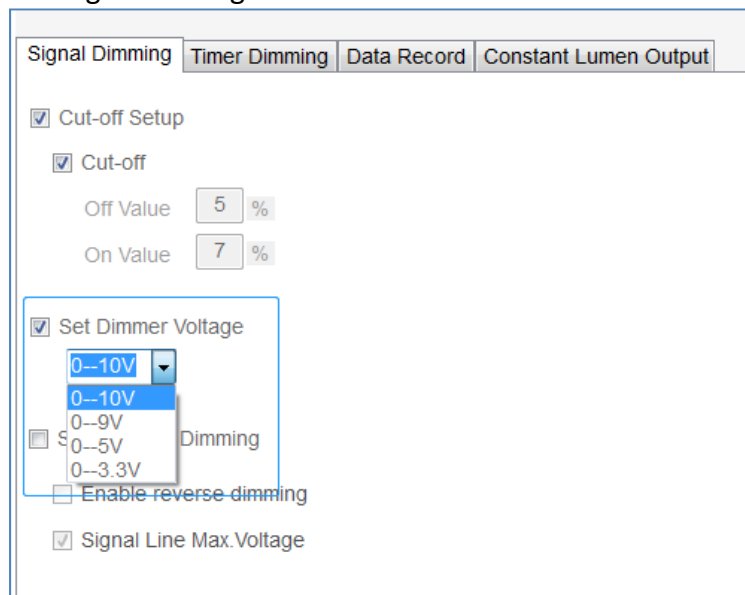 Signal Dimming Timer Dimming Data Record Constant Lumen Output
Cut-off Setup
Cut-off
Off Value 5 %
On Value 7 %
Set Dimmer Voltage
0--10V
0--10V
0--9V
0--5V
0--3.3V
Dimming
Enable reverse dimming
Signal Line Max.Voltage